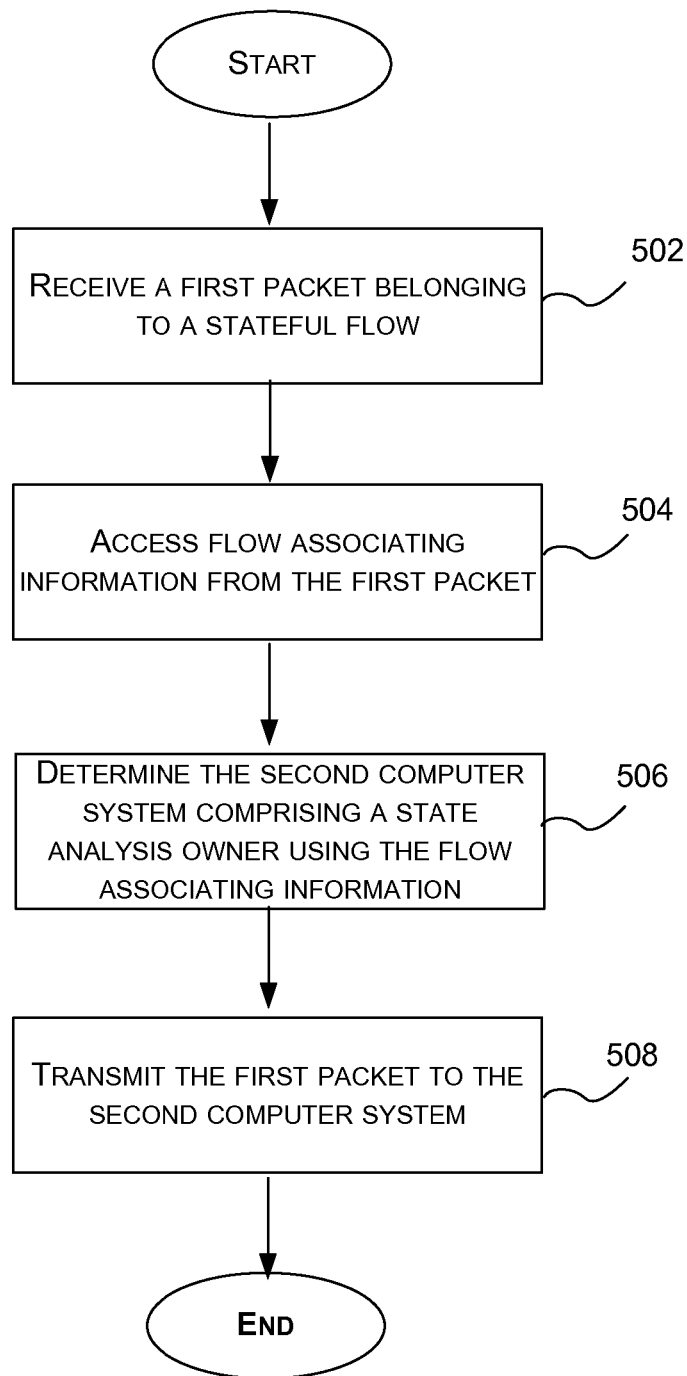 START
RECEIVE A FIRST PACKET BELONGING
TO A STATEFUL FLOW
502
ACCESS FLOW ASSOCIATING
INFORMATION FROM THE FIRST PACKET
504
DETERMINE THE SECOND COMPUTER
SYSTEM COMPRISING A STATE
ANALYSIS OWNER USING THE FLOW
ASSOCIATING INFORMATION
506
TRANSMIT THE FIRST PACKET TO THE
SECOND COMPUTER SYSTEM
508
END